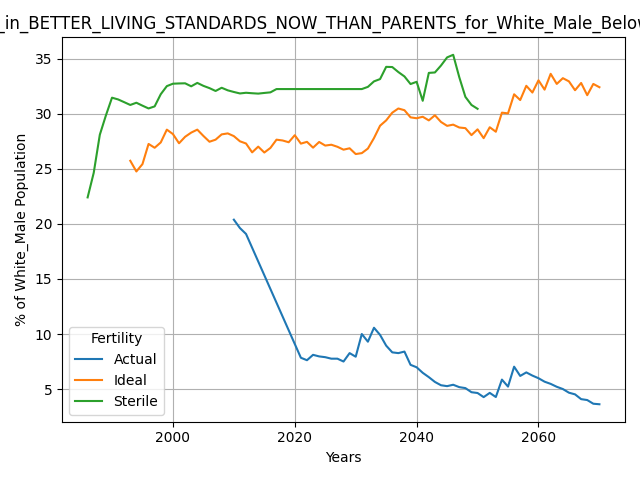 _in_BETTER_LIVING_STANDARDS_NOW_THAN_PARENTS_for_White_Male_Below
% of White_Male Population
35
30
25
20
15
10
5
Fertility
Actual
Ideal
Sterile
2000
2020
2040
2060
Years